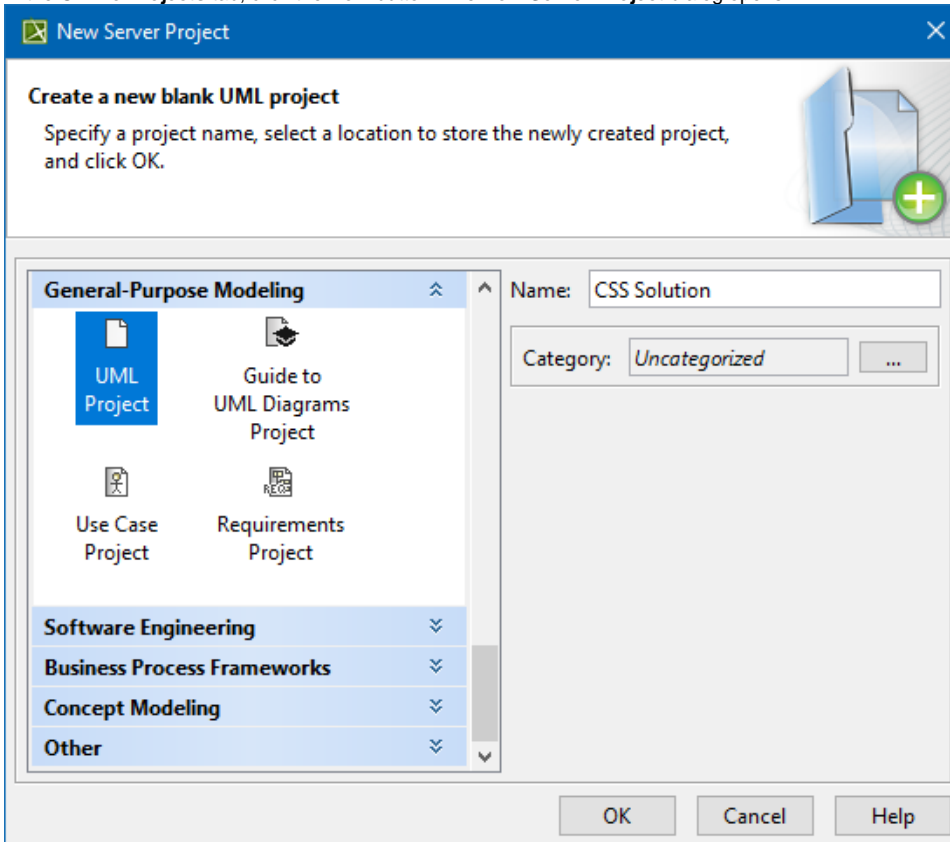 New Server Project
Create a new blank UML project
Specify a project name, select a location to store the newly created project,
and click OK.
General-Purpose Modeling
UML
Project
Guide to
UML Diagrams
Project
Use Case
Project
REQS
Requirements
Project
Software Engineering
Business Process Frameworks
Concept Modeling
Other
Name: CSS Solution
Category: Uncategorized ...
OK Cancel Help